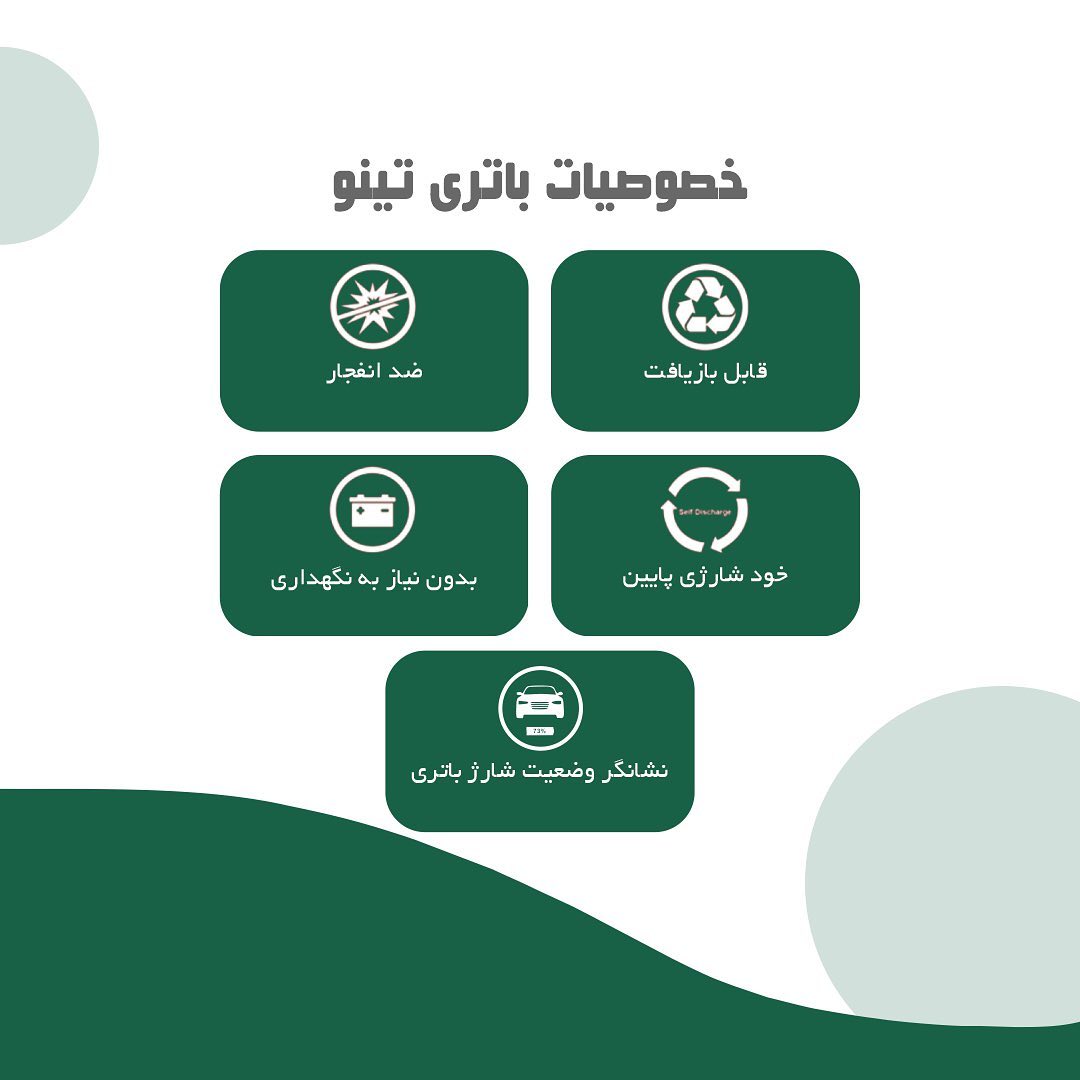 خصوصیات باتری تینو
قابل بازیافت
ضد انفجار
Self Discharge
خود شارژی پایین
بدون نیاز به نگهداری
73%
نشانگر وضعیت شارژ باتری